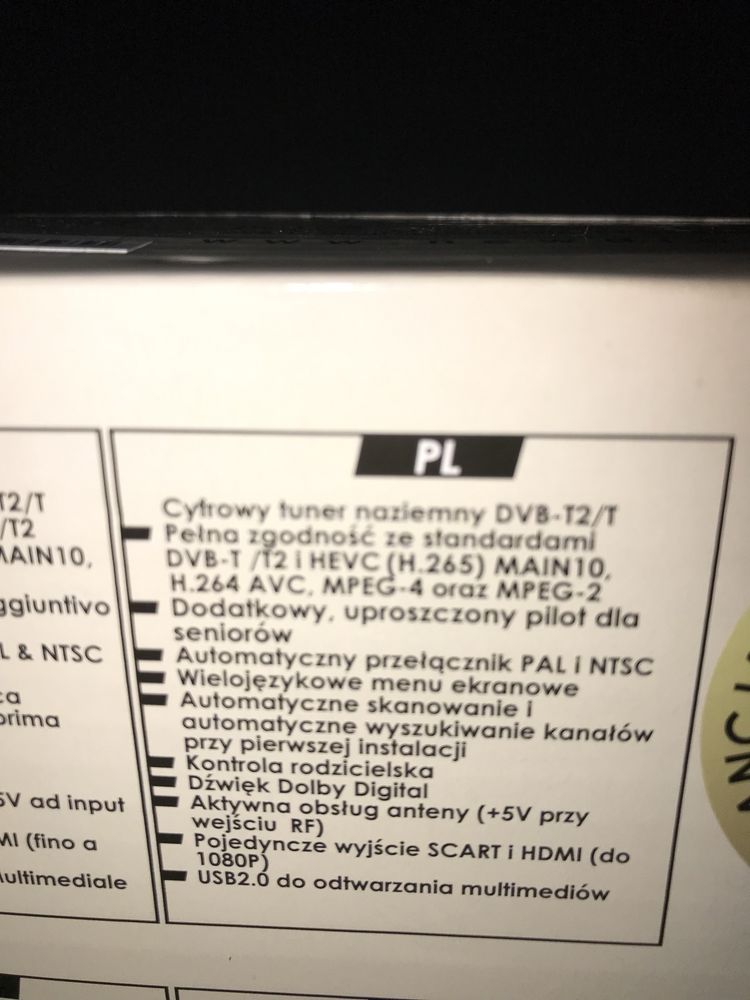 T2/T
/T2
MAIN10,
ggiuntivo
L & NTSC
ca
prima
5V ad input
MI (fino a
multimediale
PL
Cyfrowy tuner naziemny DVB-T2/T
Pełna zgodność ze standardami
DVB-T /T2 i HEVC (H.265) MAIN10,
H.264 AVC, MPEG-4 oraz MPEG-2
Dodatkowy, uproszczony pilot dla
seniorów
Automatyczny przełącznik PAL i NTSC
Wielojęzykowe menu ekranowe
Automatyczne skanowanie i
automatyczne wyszukiwanie kanałów
przy pierwszej instalacji
Kontrola rodzicielska
Dźwięk Dolby Digital
Aktywna obsług anteny (+5V przy
wejściu RF)
Pojedyncze wyjście SCART i HDMI (do
1080P)
USB2.0 do odtwarzania multimediów